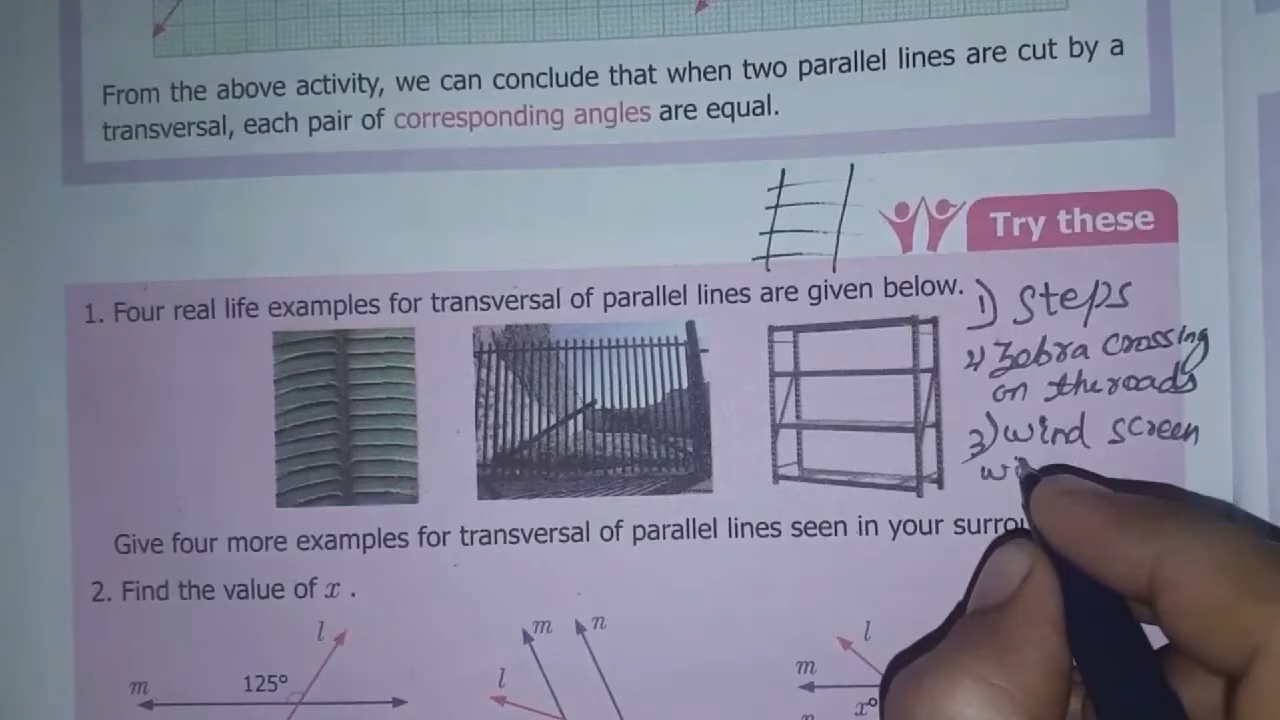 From the above activity, we can conclude that when two parallel lines are cut by a
transversal, each pair of corresponding angles are equal.
Try these
1. Four real life examples for transversal of parallel lines are given below.
1) Steps
2) Zebra crossing
on the roads
3) wind screen
wi
Give four more examples for transversal of parallel lines seen in your
2. Find the value of x .
l
m
125°
m
n
l
l
m
x°